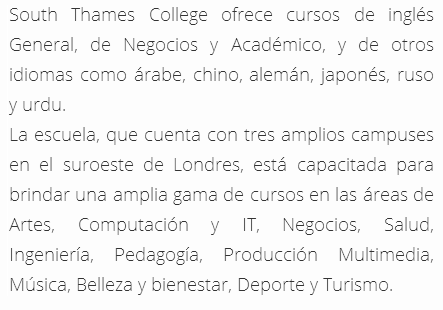 South Thames College ofrece cursos de inglés
General, de Negocios y Académico, y de otros
idiomas como árabe, chino, alemán, japonés, ruso
y urdu.
La escuela, que cuenta con tres amplios campuses
en el suroeste de Londres, está capacitada para
brindar una amplia gama de cursos en las áreas de
Artes, Computación y IT, Negocios, Salud,
Ingeniería, Pedagogía, Producción Multimedia,
Música, Belleza y bienestar, Deporte y Turismo.